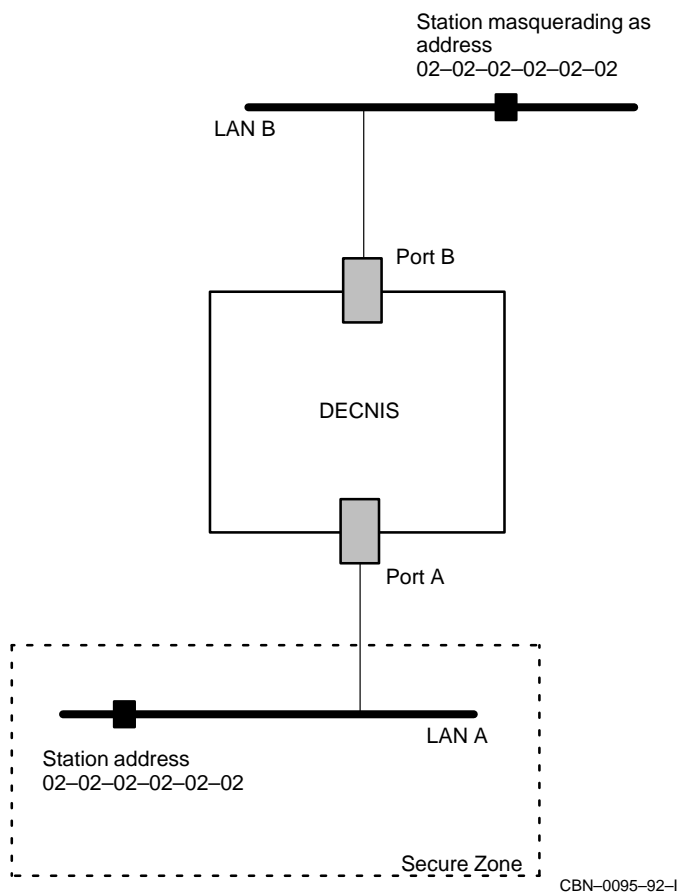 Station masquerading as
address
02–02–02–02–02–02
LAN B
Port B
DECNIS
Port A
LAN A
Station address
02–02–02–02–02–02
Secure Zone
CBN–0095–92–I